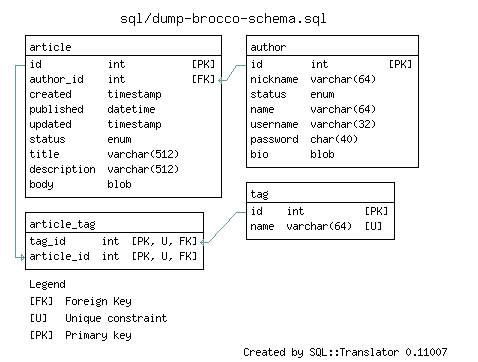 sql/dump-brocco-schema.sql
article
id int [PK]
author_id int [FK]
created timestamp
published datetime
updated timestamp
status enum
title varchar(512)
description varchar(512)
body blob
author
id int [PK]
nickname varchar(64)
status enum
name varchar(64)
username varchar(32)
password char(40)
bio blob
tag
id int [PK]
name varchar(64) [U]
article_tag
tag_id int [PK, U, FK]
article_id int [PK, U, FK]
Legend
[FK] Foreign Key
[U] Unique constraint
[PK] Primary key
Created by SQL::Translator 0.11007